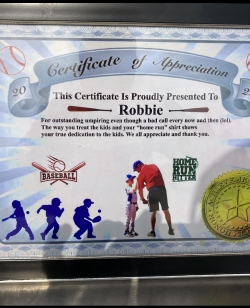 Certificate of Appreciation
20
2
This Certificate Is Proudly Presented To
Robbie
For outstanding umpiring even though a bad call every now and then (lol).
The way you treat the kids and your "home run" shirt shows
your true dedication to the kids. We all appreciate and thank you.
BASEBALL
HOME
RUN
HITTER